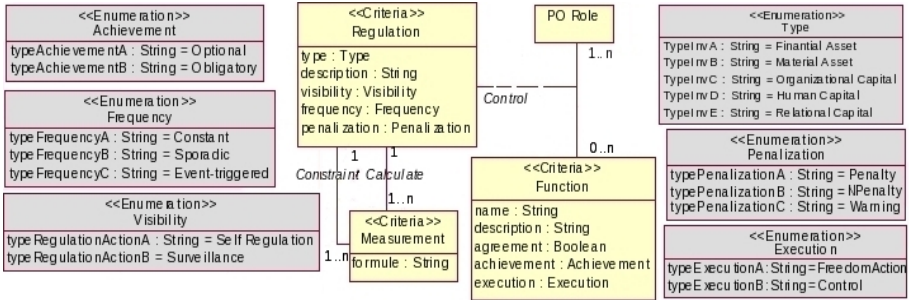 <<Enumeration>>
Achievement
typeAchievementA : String = Optional
typeAchievementB : String = Obligatory
<<Enumeration>>
Frequency
typeFrequencyA : String = Constant
typeFrequencyB : String = Sporadic
typeFrequencyC : String = Event-triggered
<<Enumeration>>
Visibility
typeRegulationActionA : String = Self Regulation
typeRegulationActionB = Surveillance
<<Criteria>>
Regulation
type : Type
description : String
visibility : Visibility
frequency : Frequency
penalization : Penalization
1
1
Constraint
Calculate
1..n
1..n
<<Criteria>>
Measurement
formule : String
PO Role
1..n
Control
0..n
<<Criteria>>
Function
name : String
description : String
agreement : Boolean
achievement : Achievement
execution : Execution
<<Enumeration>>
Type
TypeInvA : String = Finantial Asset
TypeInvB : String = Material Asset
TypeInvC : String = Organizational Capital
TypeInvD : String = Human Capital
TypeInvE : String = Relational Capital
<<Enumeration>>
Penalization
typePenalizationA : String = Penalty
typePenalizationB : String = NPenalty
typePenalizationC : String = Warning
<<Enumeration>>
Execution
typeExecutionA:String=FreedomAction
typeExecutionB:String=Control